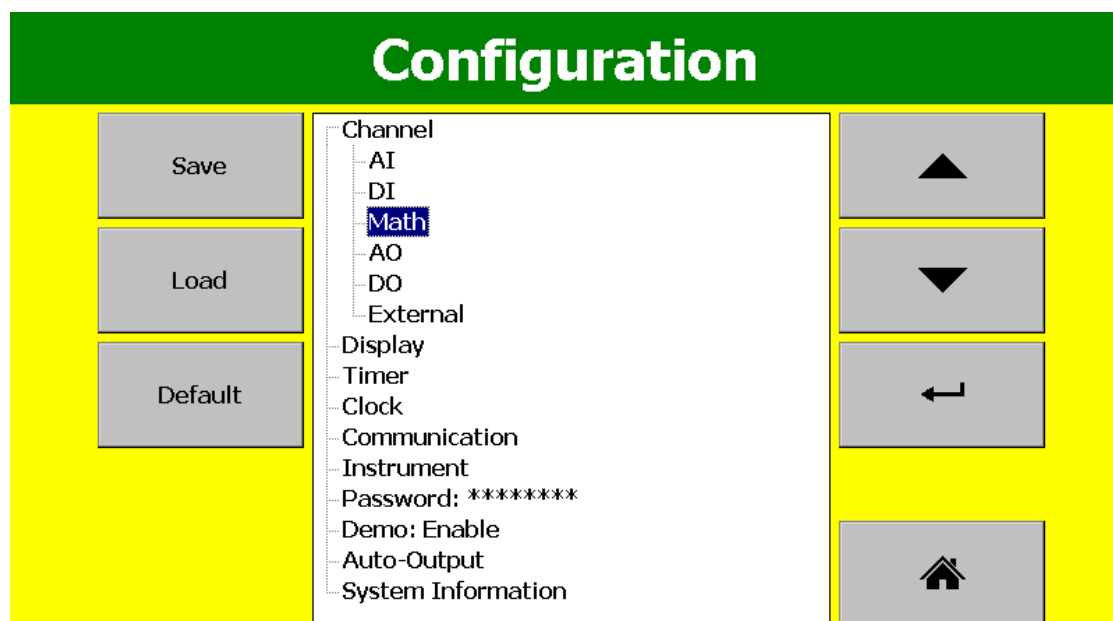 Configuration
Save
Load
Default
Channel
AI
DI
Math
AO
DO
External
Display
Timer
Clock
Communication
Instrument
Password: ********
Demo: Enable
Auto-Output
System Information